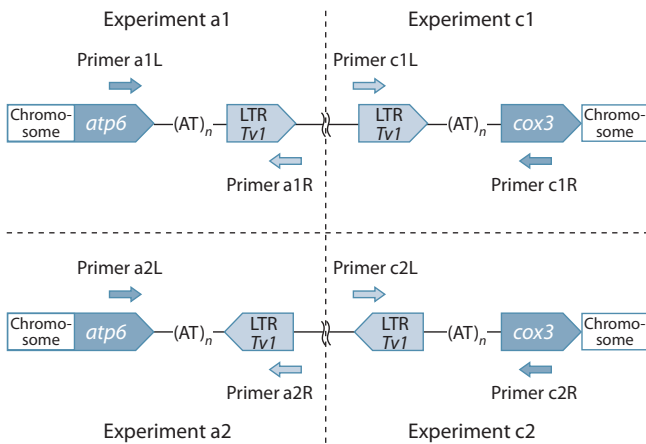 Experiment a1 Experiment c1
Primer a1L Primer c1L
Chromo-
some atp6 (AT)n LTR
Tv1 LTR
Tv1 (AT)n cox3 Chromo-
some
Primer a1R Primer c1R
Primer a2L Primer c2L
Chromo-
some atp6 (AT)n LTR
Tv1 LTR
Tv1 (AT)n cox3 Chromo-
some
Primer a2R Primer c2R
Experiment a2 Experiment c2